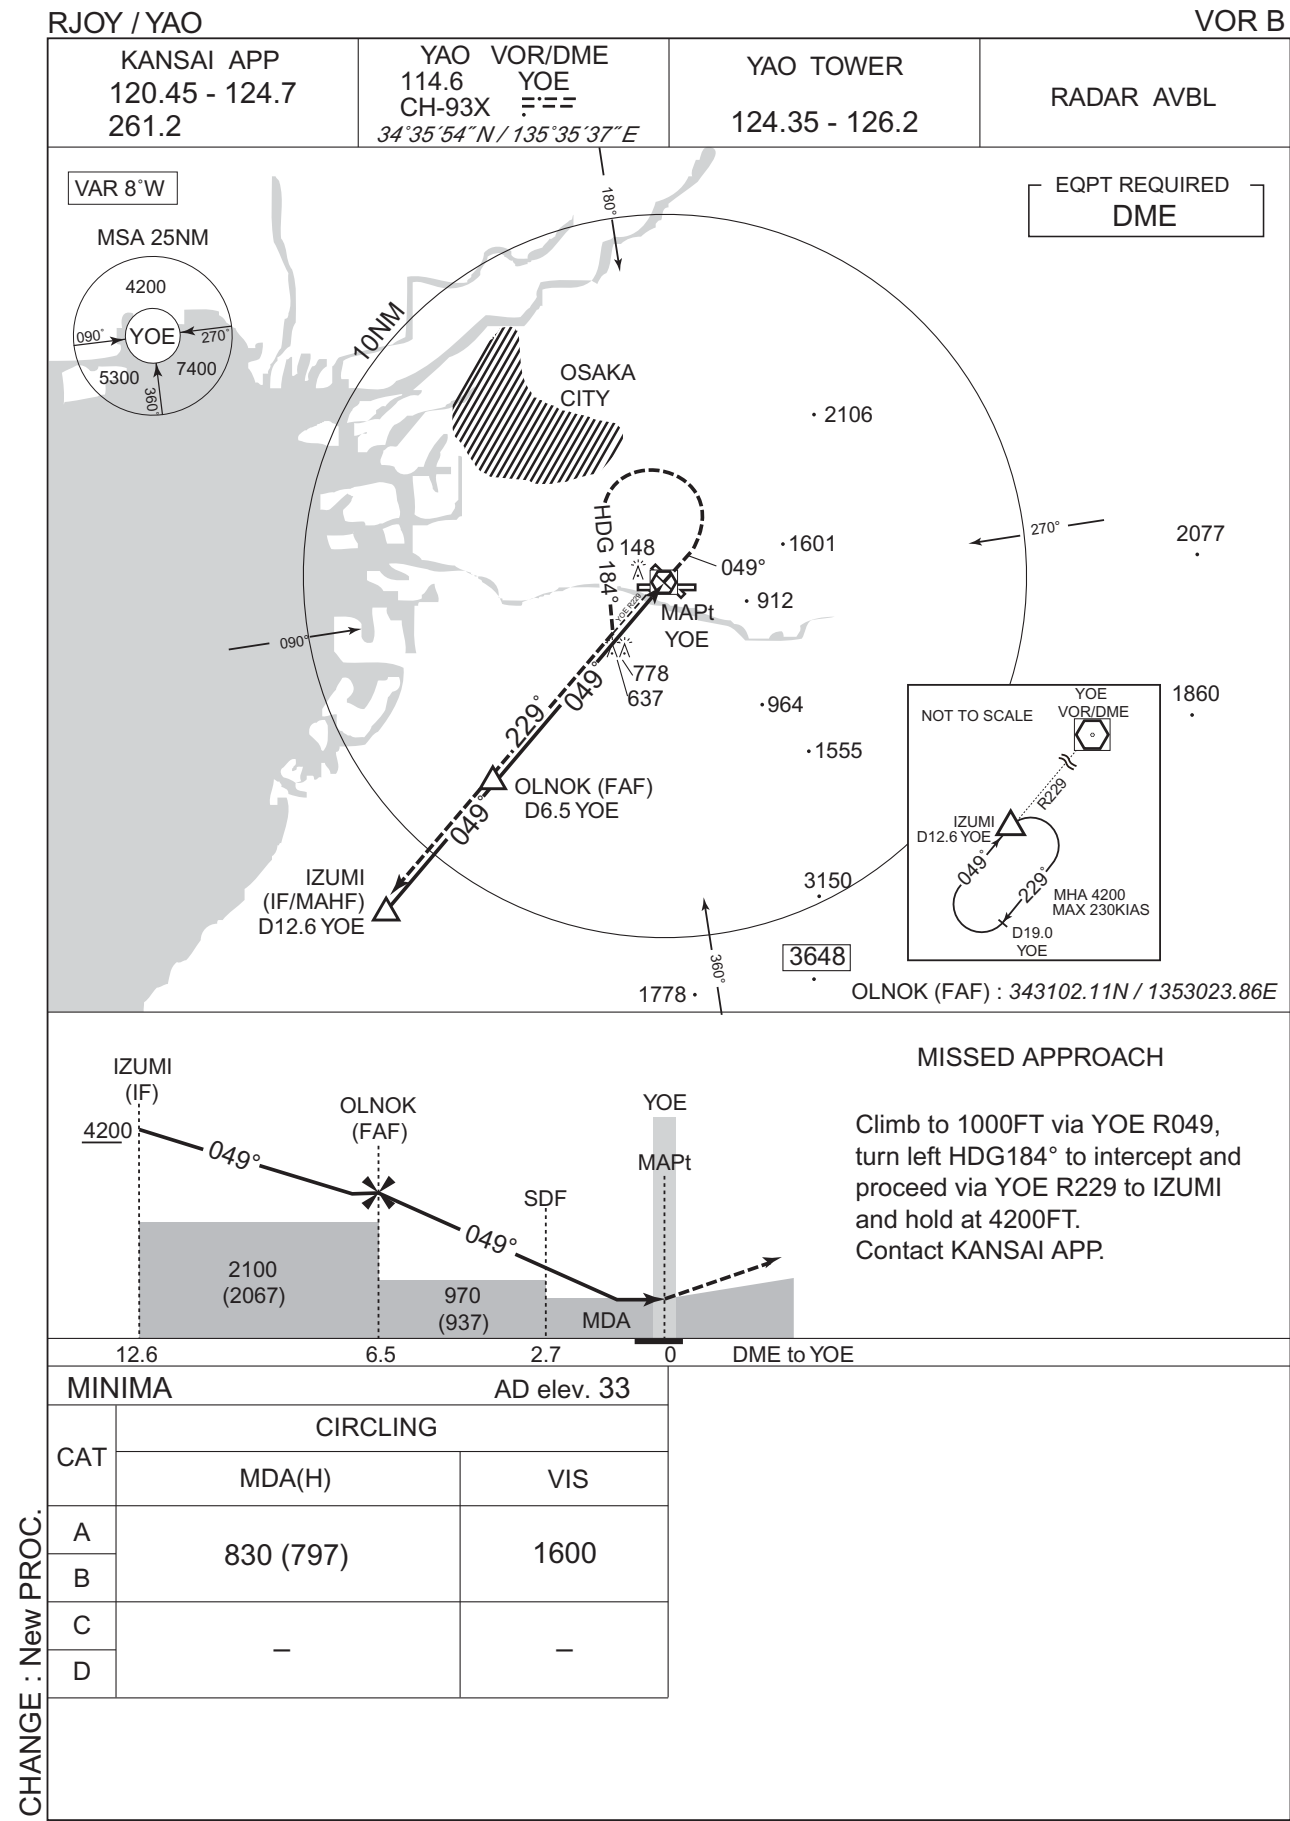 RJOY / YAO
VOR B
KANSAI APP
120.45 - 124.7
261.2
YAO VOR/DME
114.6 YOE
CH-93X
34°35´54˝N / 135°35´37˝E
YAO TOWER
124.35 - 126.2
RADAR AVBL
VAR 8°W
EQPT REQUIRED
DME
MSA 25NM
4200
090°
YOE
270°
5300
7400
360°
180°
10NM
OSAKA
CITY
2106
HDG 184°
148
1601
049°
270°
2077
912
YOE R229
MAPt
YOE
090°
778
637
049°
964
1860
229°
1555
OLNOK (FAF)
D6.5 YOE
049°
IZUMI
(IF/MAHF)
D12.6 YOE
3150
3648
360°
1778
NOT TO SCALE
YOE
VOR/DME
R229
IZUMI
D12.6 YOE
049°
229°
MHA 4200
MAX 230KIAS
D19.0
YOE
OLNOK (FAF) : 343102.11N / 1353023.86E
IZUMI
(IF)
4200
049°
OLNOK
(FAF)
YOE
MAPt
SDF
049°
2100
(2067)
970
(937)
MDA
12.6 6.5 2.7 0 DME to YOE
MISSED APPROACH
Climb to 1000FT via YOE R049,
turn left HDG184° to intercept and
proceed via YOE R229 to IZUMI
and hold at 4200FT.
Contact KANSAI APP.
MINIMA AD elev. 33
CAT
CIRCLING
MDA(H) VIS
A
B
830 (797) 1600
C
D
– –
CHANGE : New PROC.